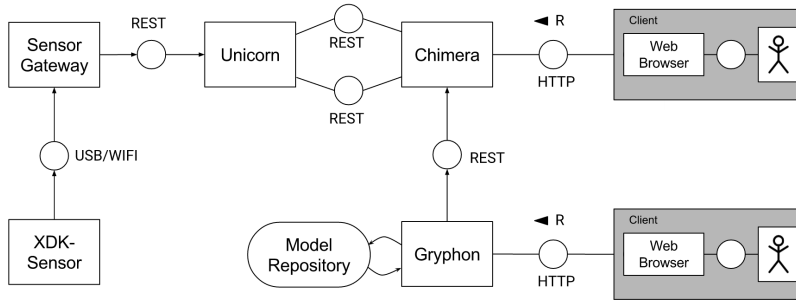 REST
Sensor
Gateway
Unicorn
REST
REST
Chimera
R
HTTP
Client
Web
Browser
USB/WIFI
REST
XDK-
Sensor
Model
Repository
Gryphon
R
HTTP
Client
Web
Browser